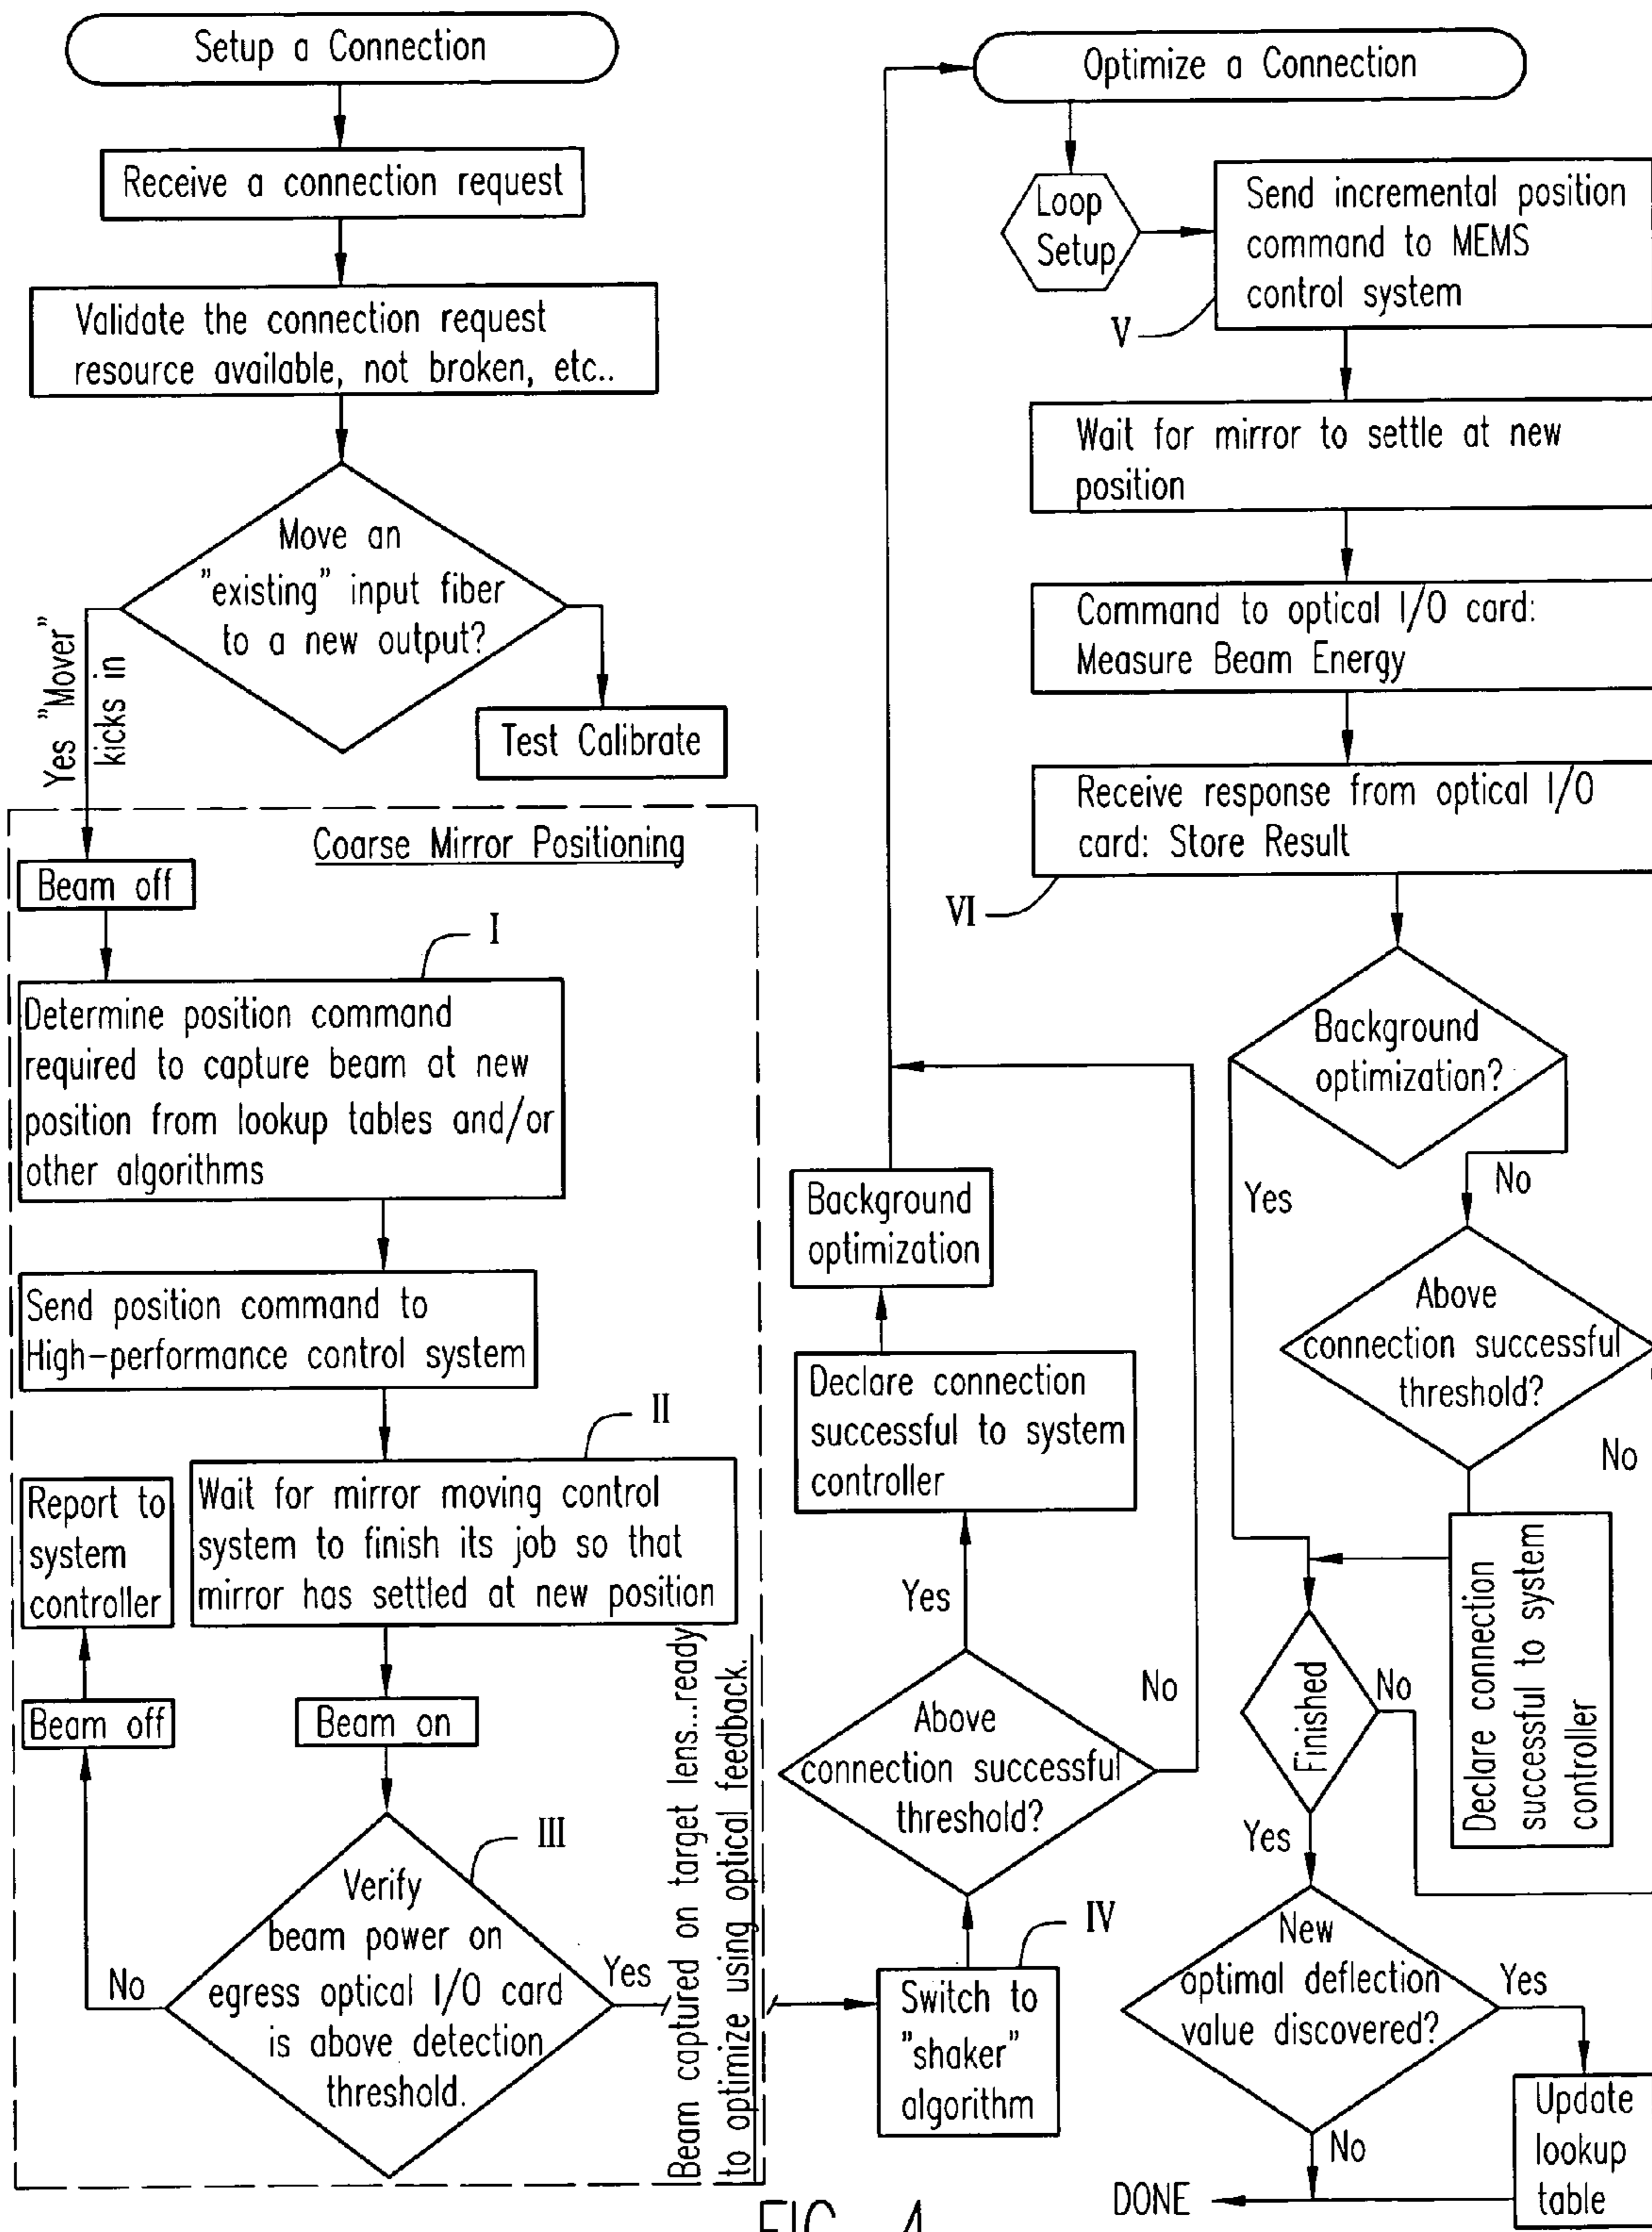 Setup a Connection
Receive a connection request
Validate the connection request
resource available, not broken, etc..
Move an
"existing" input fiber
to a new output?
Yes "Mover"
kicks in
Test Calibrate
Coarse Mirror Positioning
Beam off
I
Determine position command
required to capture beam at new
position from lookup tables and/or
other algorithms
Send position command to
High-performance control system
II
Wait for mirror moving control
system to finish its job so that
mirror has settled at new position
Report to
system
controller
Beam off
Beam on
III
Verify
beam power on
egress optical I/O card
is above detection
threshold.
No
Yes
Beam captured on target lens...ready
to optimize using optical feedback.
IV
Switch to
"shaker"
algorithm
Above
connection successful
threshold?
Yes
No
Declare connection
successful to system
controller
Background
optimization
Optimize a Connection
Loop
Setup
Send incremental position
command to MEMS
control system
V
Wait for mirror to settle at new
position
Command to optical I/O card:
Measure Beam Energy
Receive response from optical I/O
card: Store Result
VI
Background
optimization?
Yes
No
Above
connection successful
threshold?
No
Declare connection
successful to system
controller
Finished
No
Yes
New
optimal deflection
value discovered?
Yes
No
Update
lookup
table
DONE
FIG. 4